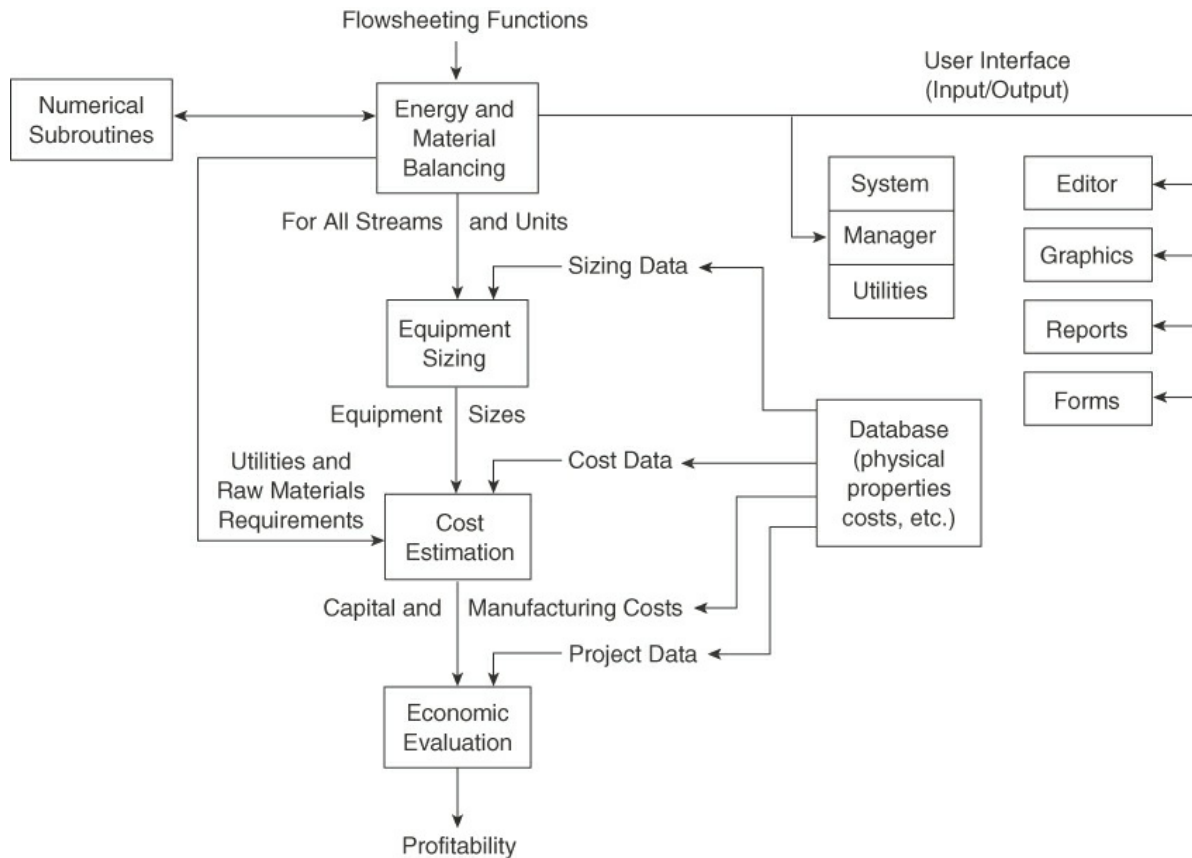 Flowsheeting Functions
User Interface
(Input/Output)
Numerical
Subroutines
Energy and
Material
Balancing
System
Manager
Utilities
Editor
Graphics
Reports
Forms
For All Streams and Units
Sizing Data
Equipment
Sizing
Equipment Sizes
Database
(physical
properties
costs, etc.)
Utilities and
Raw Materials
Requirements
Cost Data
Cost
Estimation
Capital and Manufacturing Costs
Project Data
Economic
Evaluation
Profitability